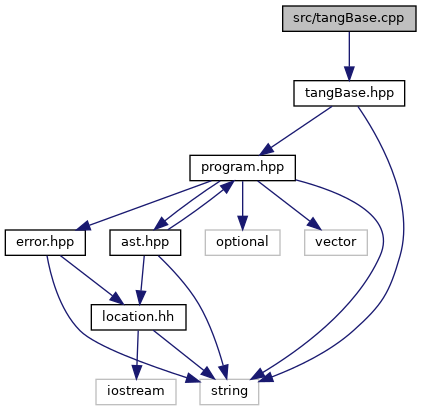 src/tangBase.cpp
tangBase.hpp
program.hpp
error.hpp
ast.hpp
optional
vector
location.hh
iostream
string